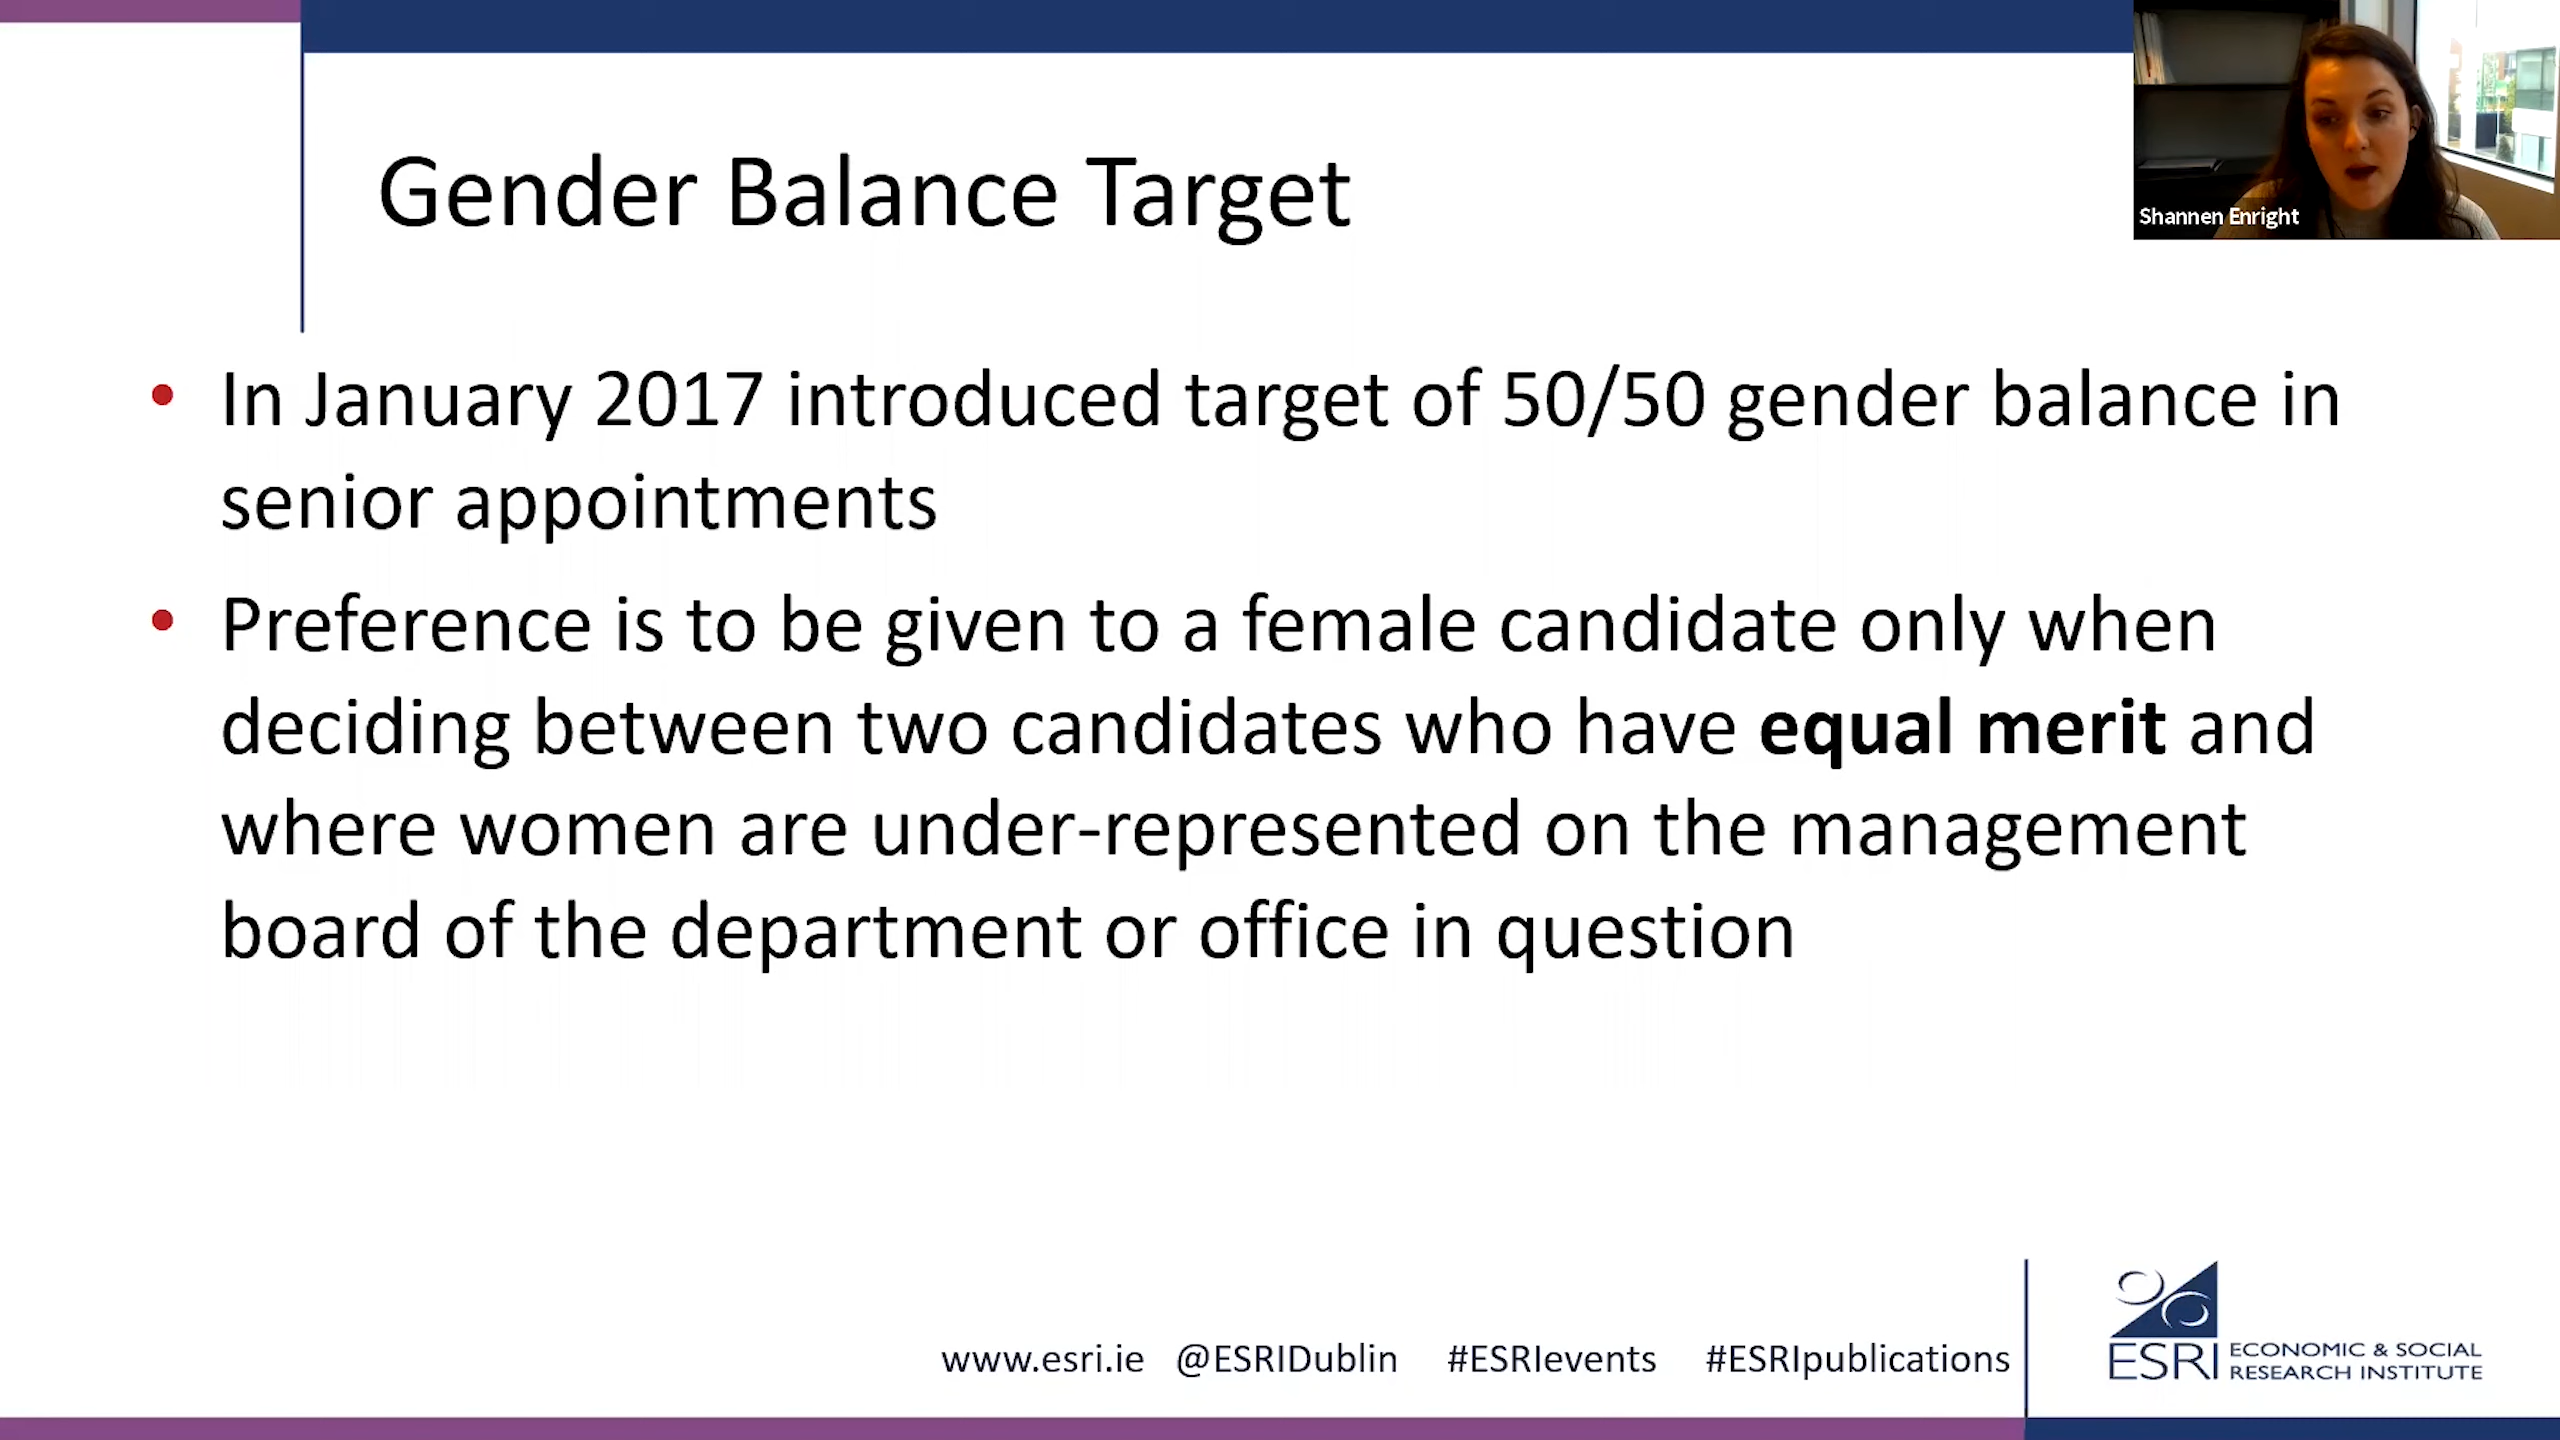 Gender Balance Target
Shannen Enright
• In January 2017 introduced target of 50/50 gender balance in
senior appointments
• Preference is to be given to a female candidate only when
deciding between two candidates who have equal merit and
where women are under-represented on the management
board of the department or office in question
www.esri.ie @ESRIDublin #ESRIevents #ESRIpublications
ESRI ECONOMIC & SOCIAL
RESEARCH INSTITUTE